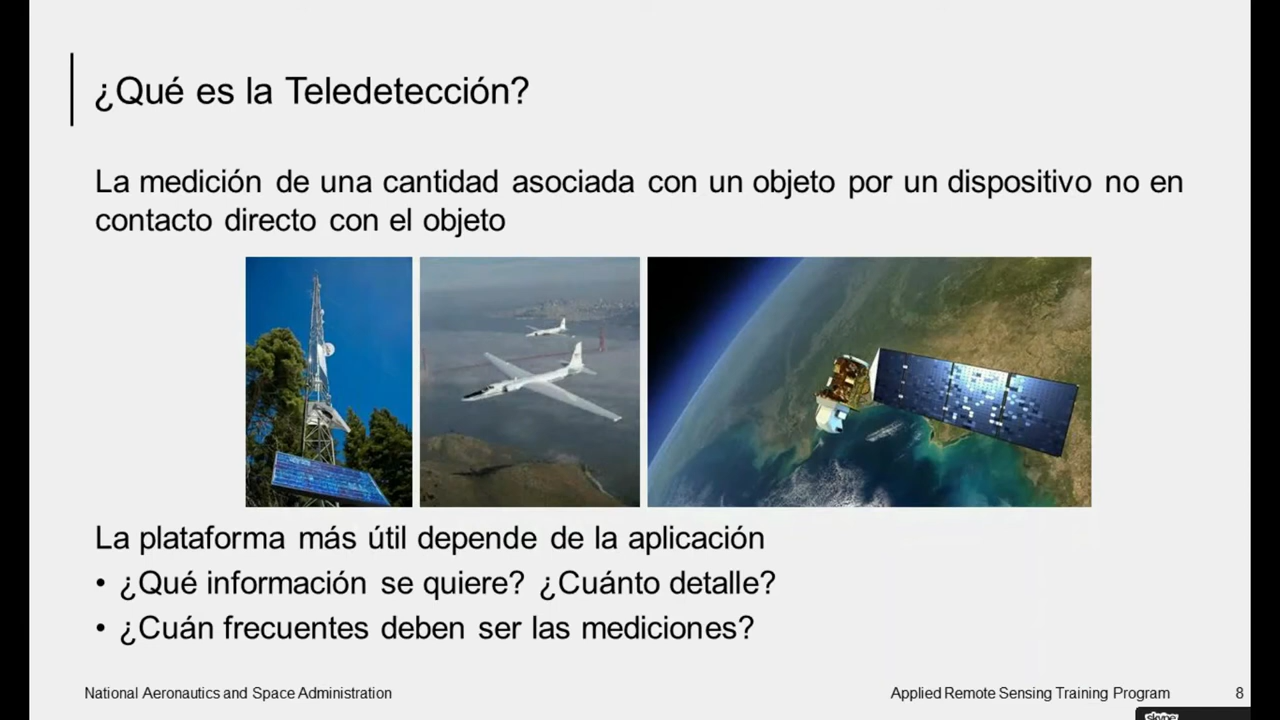 ¿Qué es la Teledetección?
La medición de una cantidad asociada con un objeto por un dispositivo no en
contacto directo con el objeto
La plataforma más útil depende de la aplicación
• ¿Qué información se quiere? ¿Cuánto detalle?
• ¿Cuán frecuentes deben ser las mediciones?
National Aeronautics and Space Administration
Applied Remote Sensing Training Program
8
skype